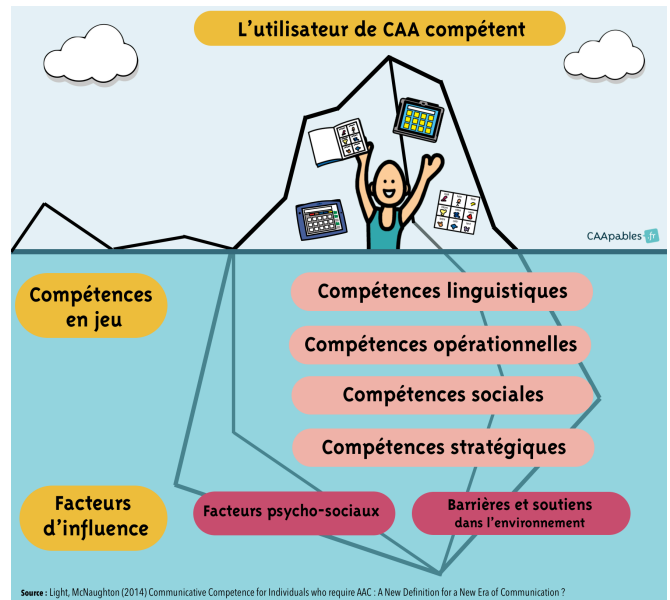 L'utilisateur de CAA compétent
CAApables.fr
Compétences
en jeu
Compétences linguistiques
Compétences opérationnelles
Compétences sociales
Compétences stratégiques
Facteurs
d'influence
Facteurs psycho-sociaux
Barrières et soutiens
dans l'environnement
Source : Light, McNaughton (2014) Communicative Competence for Individuals who require AAC : A New Definition for a New Era of Communication ?